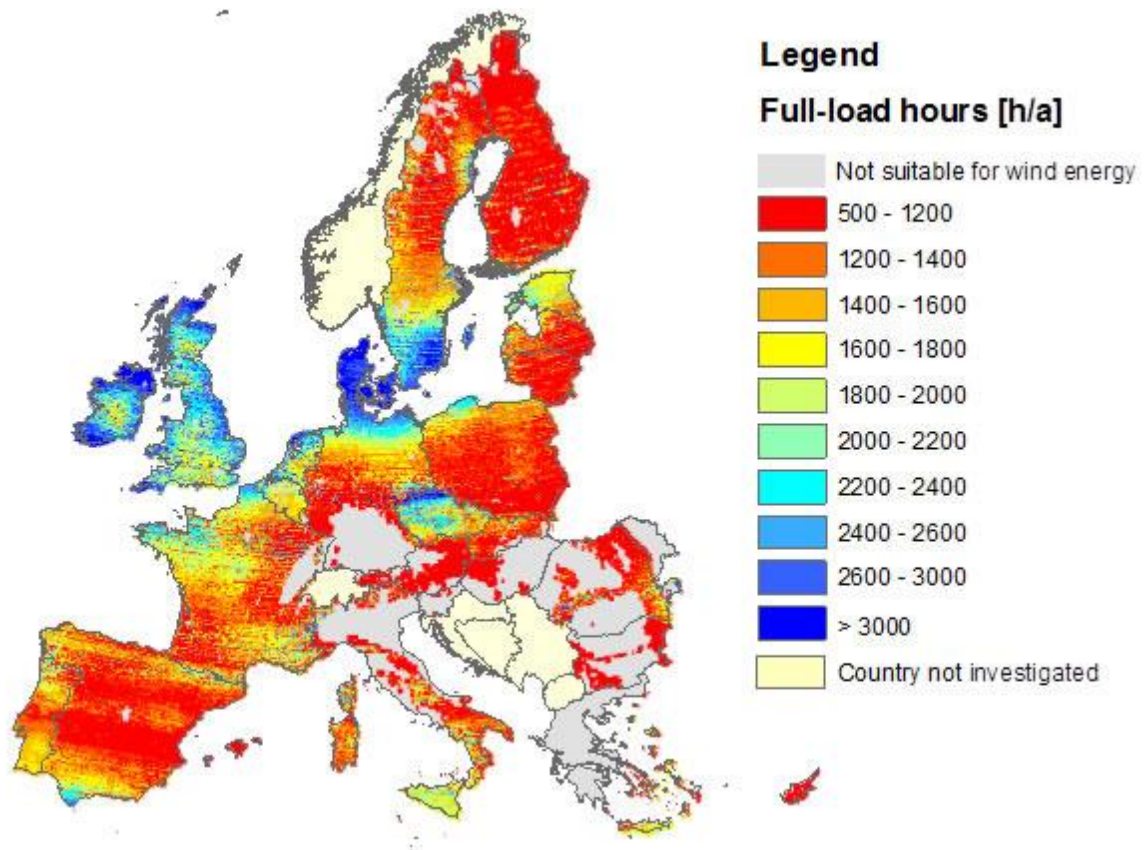 Legend
Full-load hours [h/a]
Not suitable for wind energy
500 - 1200
1200 - 1400
1400 - 1600
1600 - 1800
1800 - 2000
2000 - 2200
2200 - 2400
2400 - 2600
2600 - 3000
> 3000
Country not investigated